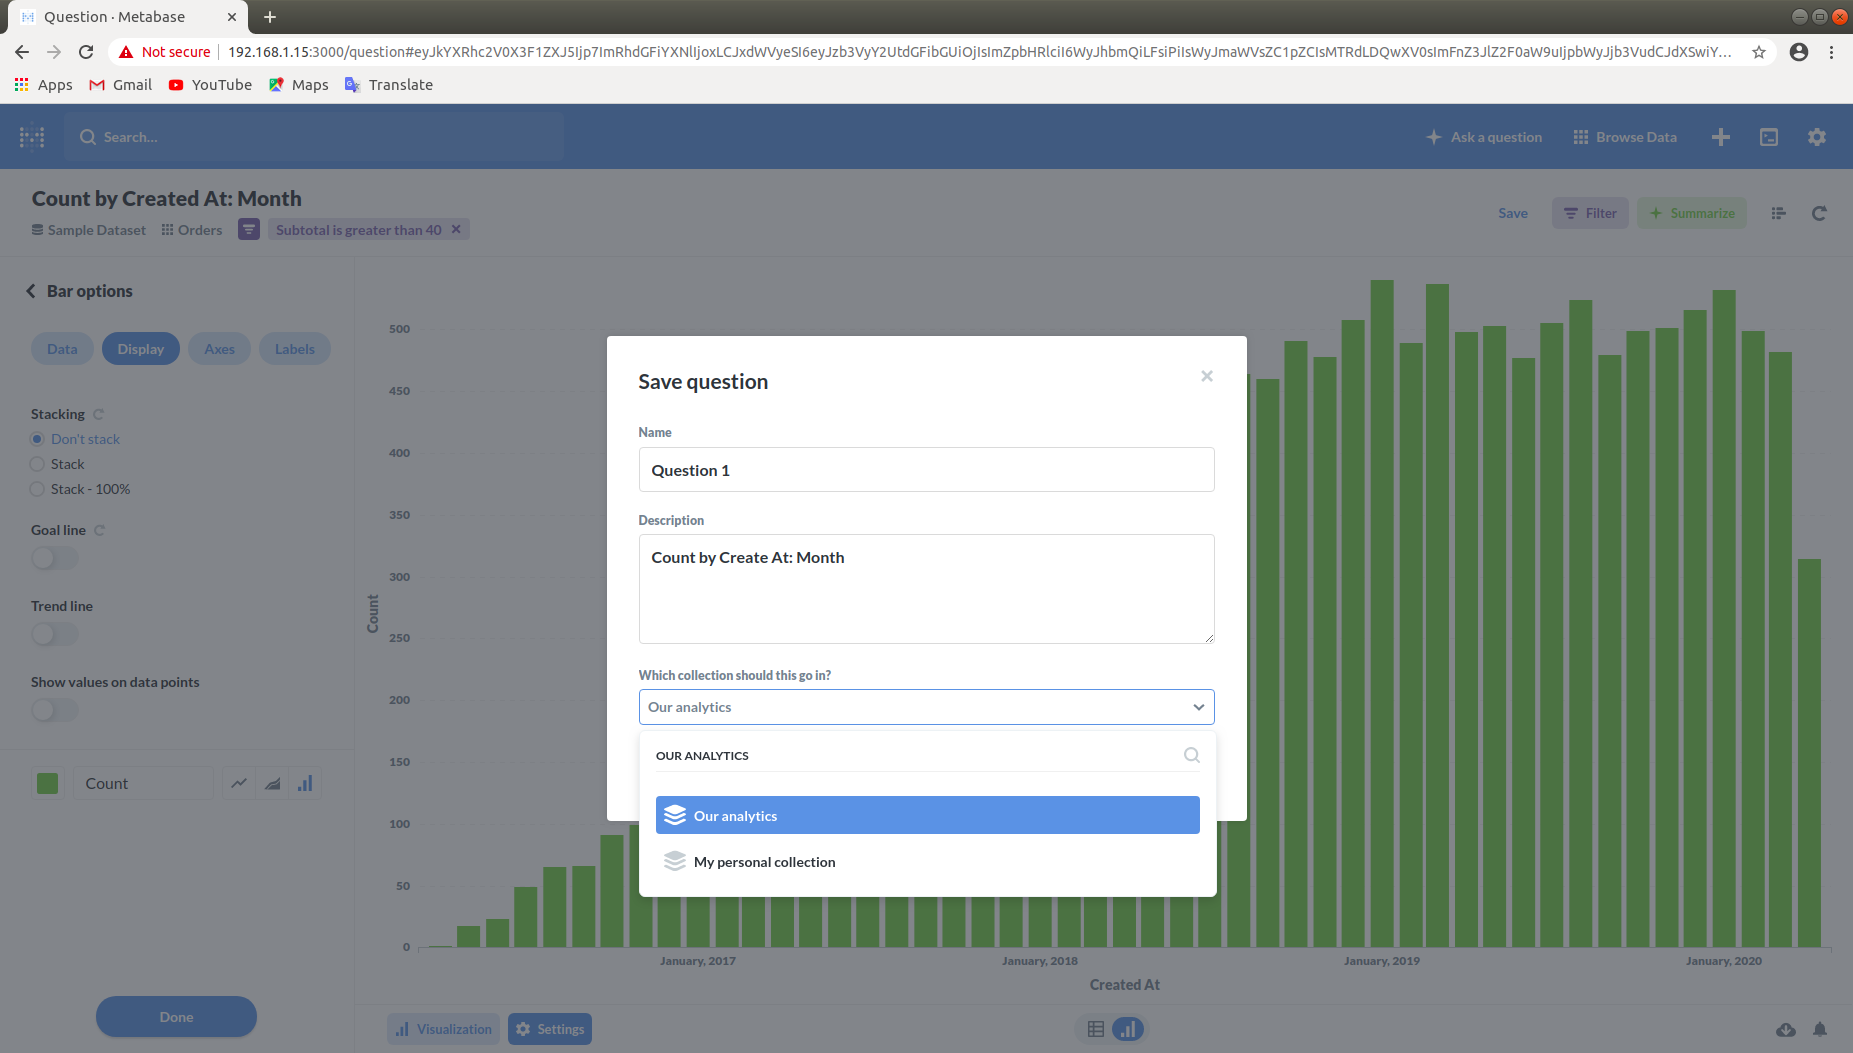 Question · Metabase
Not secure
192.168.1.15:3000/question#eyJkYXRhc2V0X3F1ZXJ5Ijp7ImRhdGFiYXNlIjoxLCJxdWVyeSI6eyJzb3VyY2UtdGFibGUiOjIsImZpbHRlciI6WyJhbmQiLFsiPiIsWyJmaWVsZC1pZCIsMTRdLDQwXV0sImFnZ3JlZ2F0aW9uIjpbWyJjb3VudCJdXSwiY...
Apps
Gmail
YouTube
Maps
Translate
Search...
Ask a question
Browse Data
Count by Created At: Month
Sample Dataset
Orders
Subtotal is greater than 40
Save
Filter
Summarize
Bar options
Data
Display
Axes
Labels
Stacking
Don't stack
Stack
Stack - 100%
Goal line
Trend line
Show values on data points
Count
Done
Save question
Name
Question 1
Description
Count by Create At: Month
Which collection should this go in?
Our analytics
OUR ANALYTICS
Our analytics
My personal collection
Count
500
450
400
350
300
250
200
150
100
50
0
January, 2017
January, 2018
January, 2019
January, 2020
Created At
Visualization
Settings